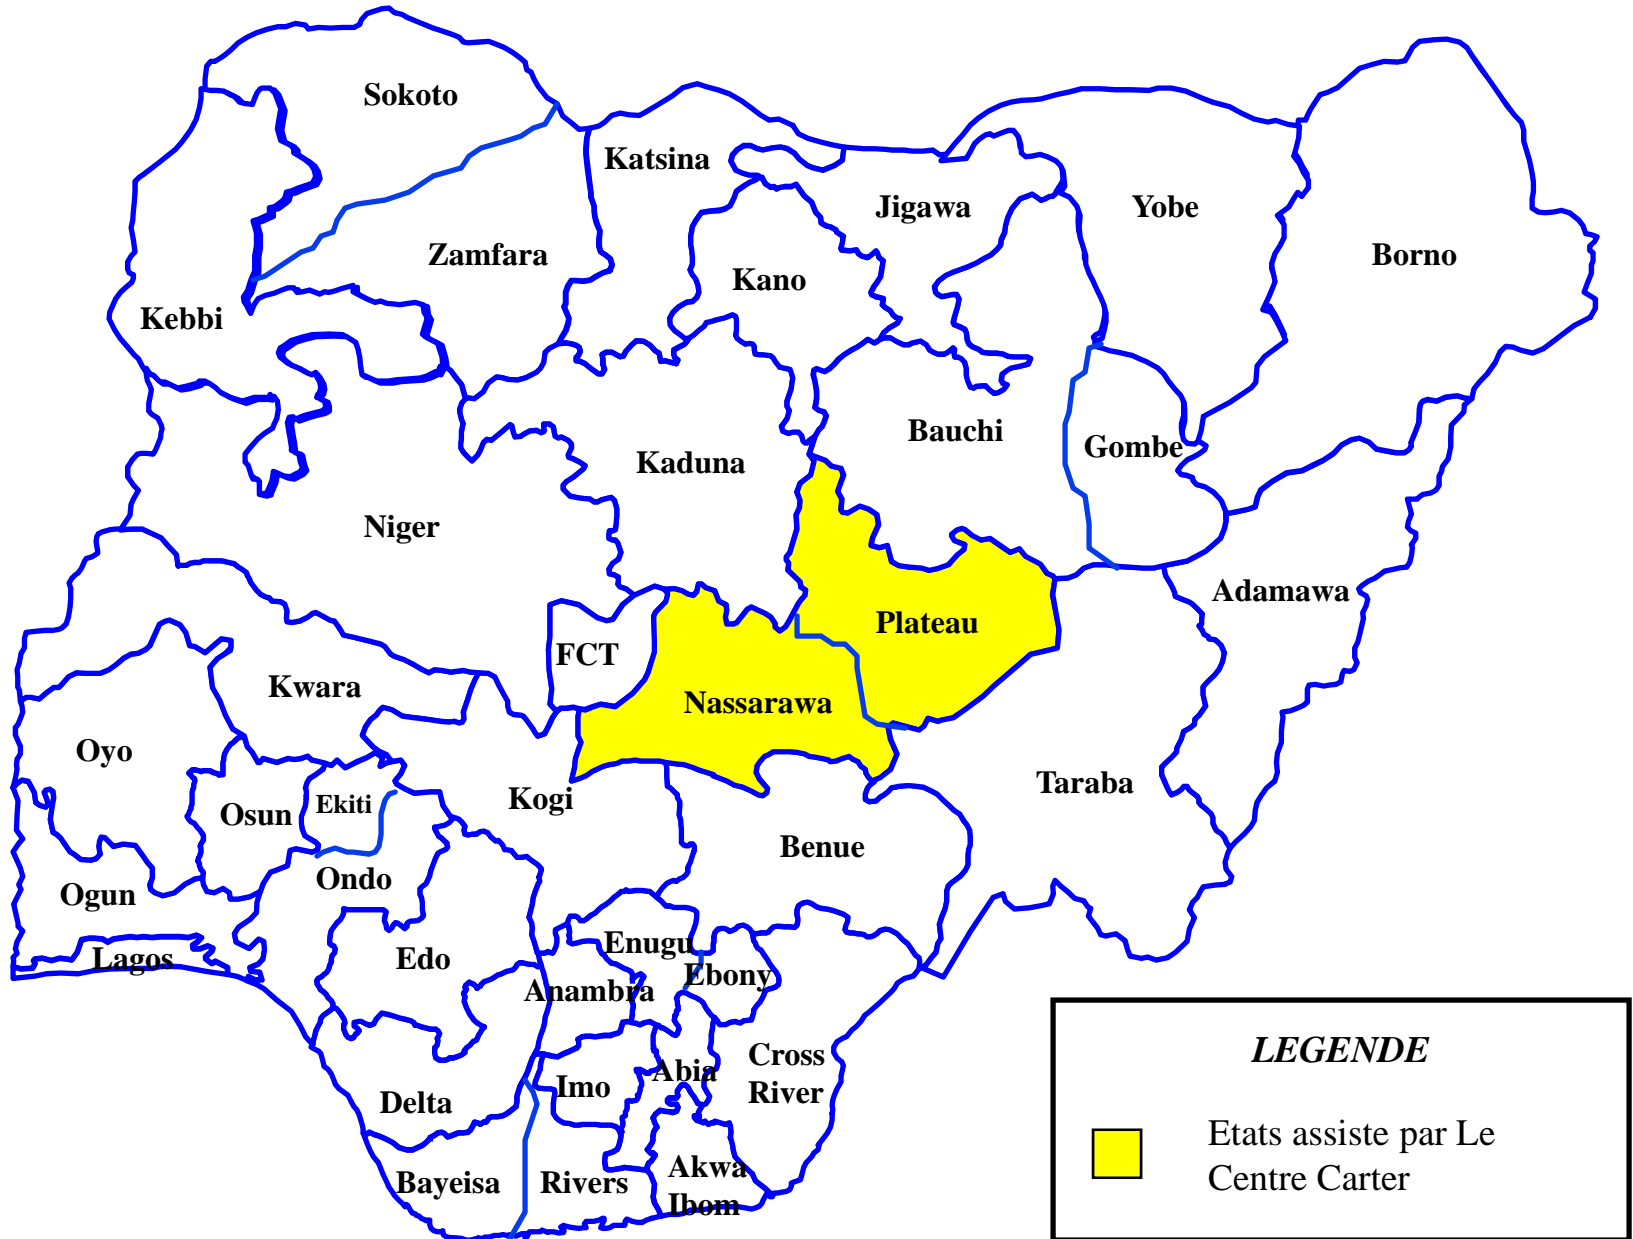 Sokoto
Katsina
Jigawa
Yobe
Borno
Zamfara
Kano
Kebbi
Bauchi
Gombe
Kaduna
Niger
Adamawa
Plateau
FCT
Kwara
Nassarawa
Oyo
Taraba
Kogi
Ekiti
Osun
Benue
Ondo
Ogun
Enugu
Lagos
Edo
Ebony
Anambra
Cross
River
Abia
Imo
Delta
Akwa
Ibom
Bayeisa
Rivers
LEGENDE
Etats assiste par Le
Centre Carter